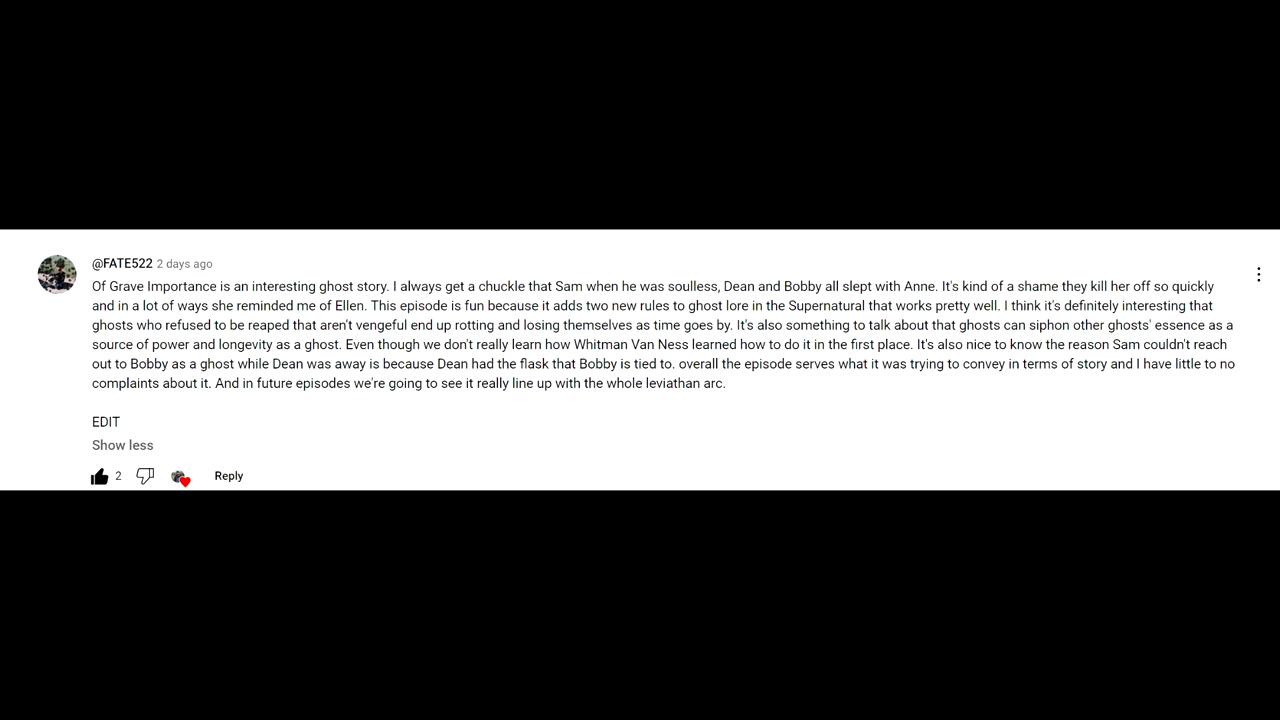 @FATE522 2 days ago
Of Grave Importance is an interesting ghost story. I always get a chuckle that Sam when he was soulless, Dean and Bobby all slept with Anne. It's kind of a shame they kill her off so quickly
and in a lot of ways she reminded me of Ellen. This episode is fun because it adds two new rules to ghost lore in the Supernatural that works pretty well. I think it's definitely interesting that
ghosts who refused to be reaped that aren't vengeful end up rotting and losing themselves as time goes by. It's also something to talk about that ghosts can siphon other ghosts' essence as a
source of power and longevity as a ghost. Even though we don't really learn how Whitman Van Ness learned how to do it in the first place. It's also nice to know the reason Sam couldn't reach
out to Bobby as a ghost while Dean was away is because Dean had the flask that Bobby is tied to. overall the episode serves what it was trying to convey in terms of story and I have little to no
complaints about it. And in future episodes we're going to see it really line up with the whole leviathan arc.
EDIT
Show less
2 Reply